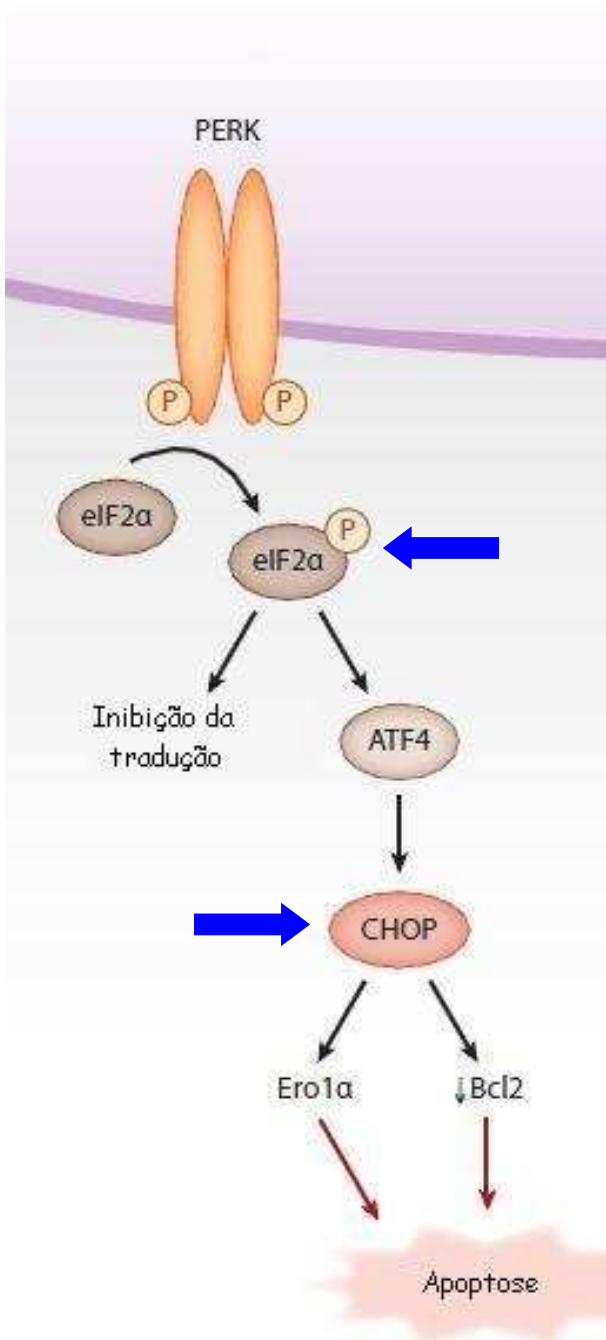 PERK
P
P
eIF2α
P
eIF2α
Inibição da
tradução
ATF4
CHOP
Ero1α
↓Bcl2
Apoptose